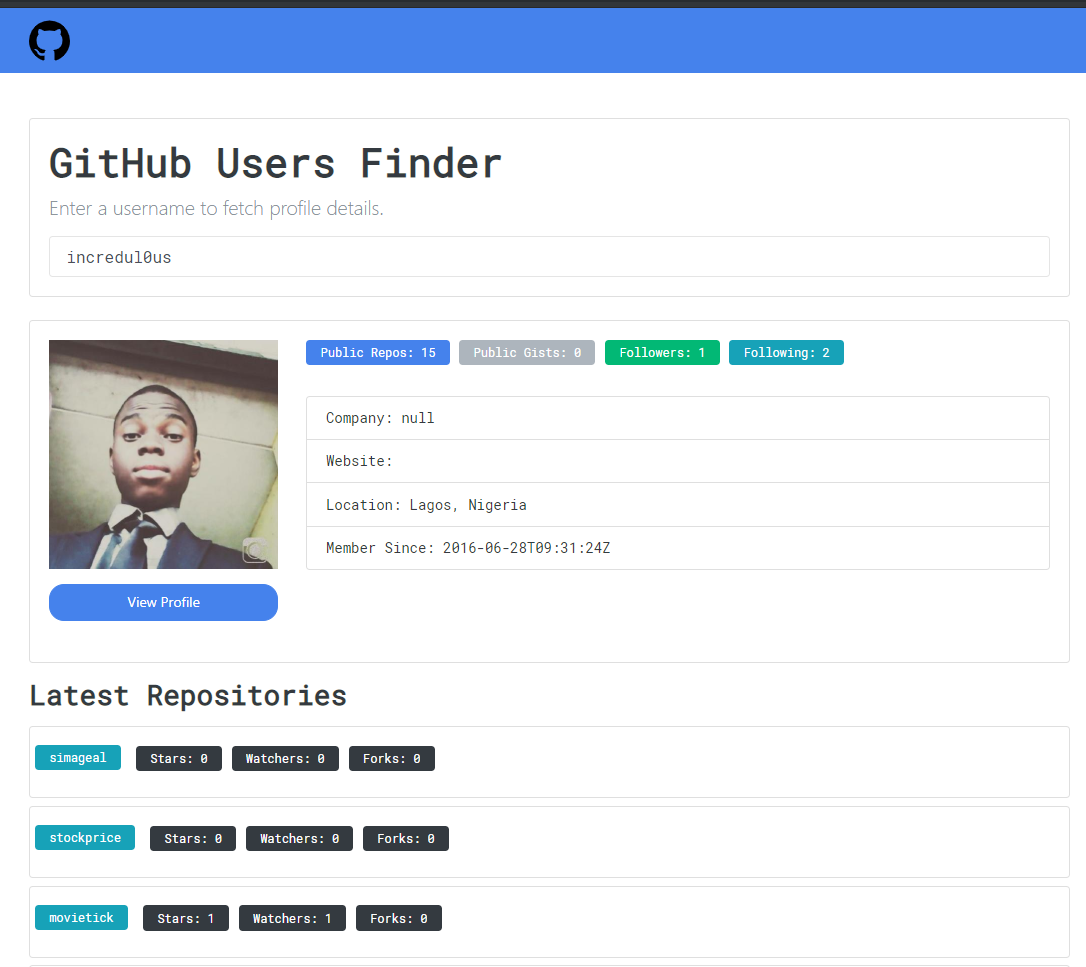 GitHub Users Finder
Enter a username to fetch profile details.
incredul0us
Public Repos: 15 Public Gists: 0 Followers: 1 Following: 2
Company: null
Website:
Location: Lagos, Nigeria
Member Since: 2016-06-28T09:31:24Z
View Profile
Latest Repositories
simageal Stars: 0 Watchers: 0 Forks: 0
stockprice Stars: 0 Watchers: 0 Forks: 0
movietick Stars: 1 Watchers: 1 Forks: 0